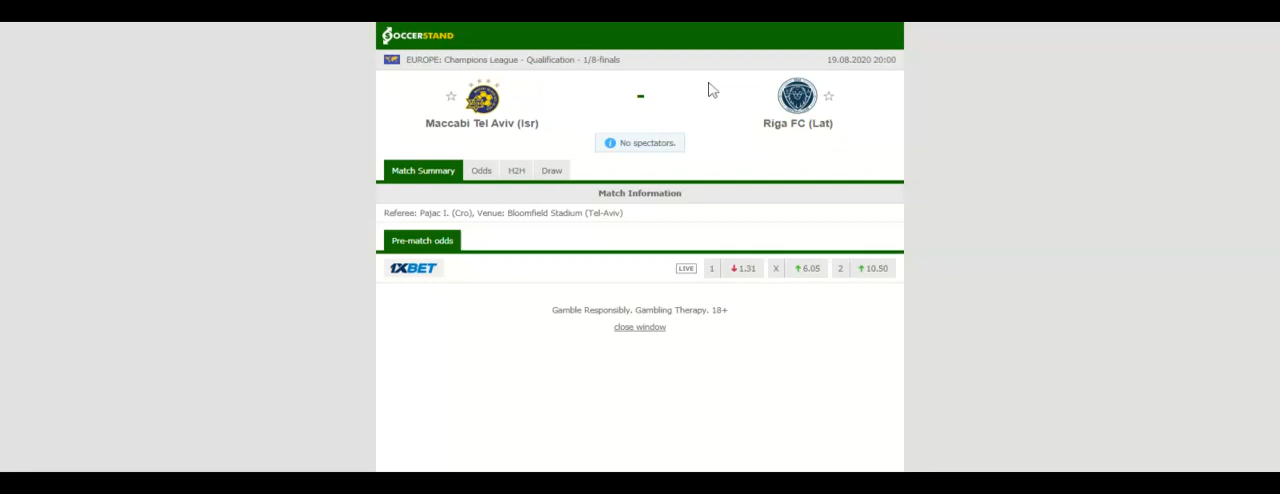 SOCCERSTAND
EUROPE: Champions League - Qualification - 1/8-finals 19.08.2020 20:00
-
Maccabi Tel Aviv (Isr) Riga FC (Lat)
No spectators.
Match Summary Odds H2H Draw
Match Information
Referee: Pajac I. (Cro), Venue: Bloomfield Stadium (Tel-Aviv)
Pre-match odds
1XBET LIVE 1 1.31 X 6.05 2 10.50
Gamble Responsibly. Gambling Therapy. 18+
close window